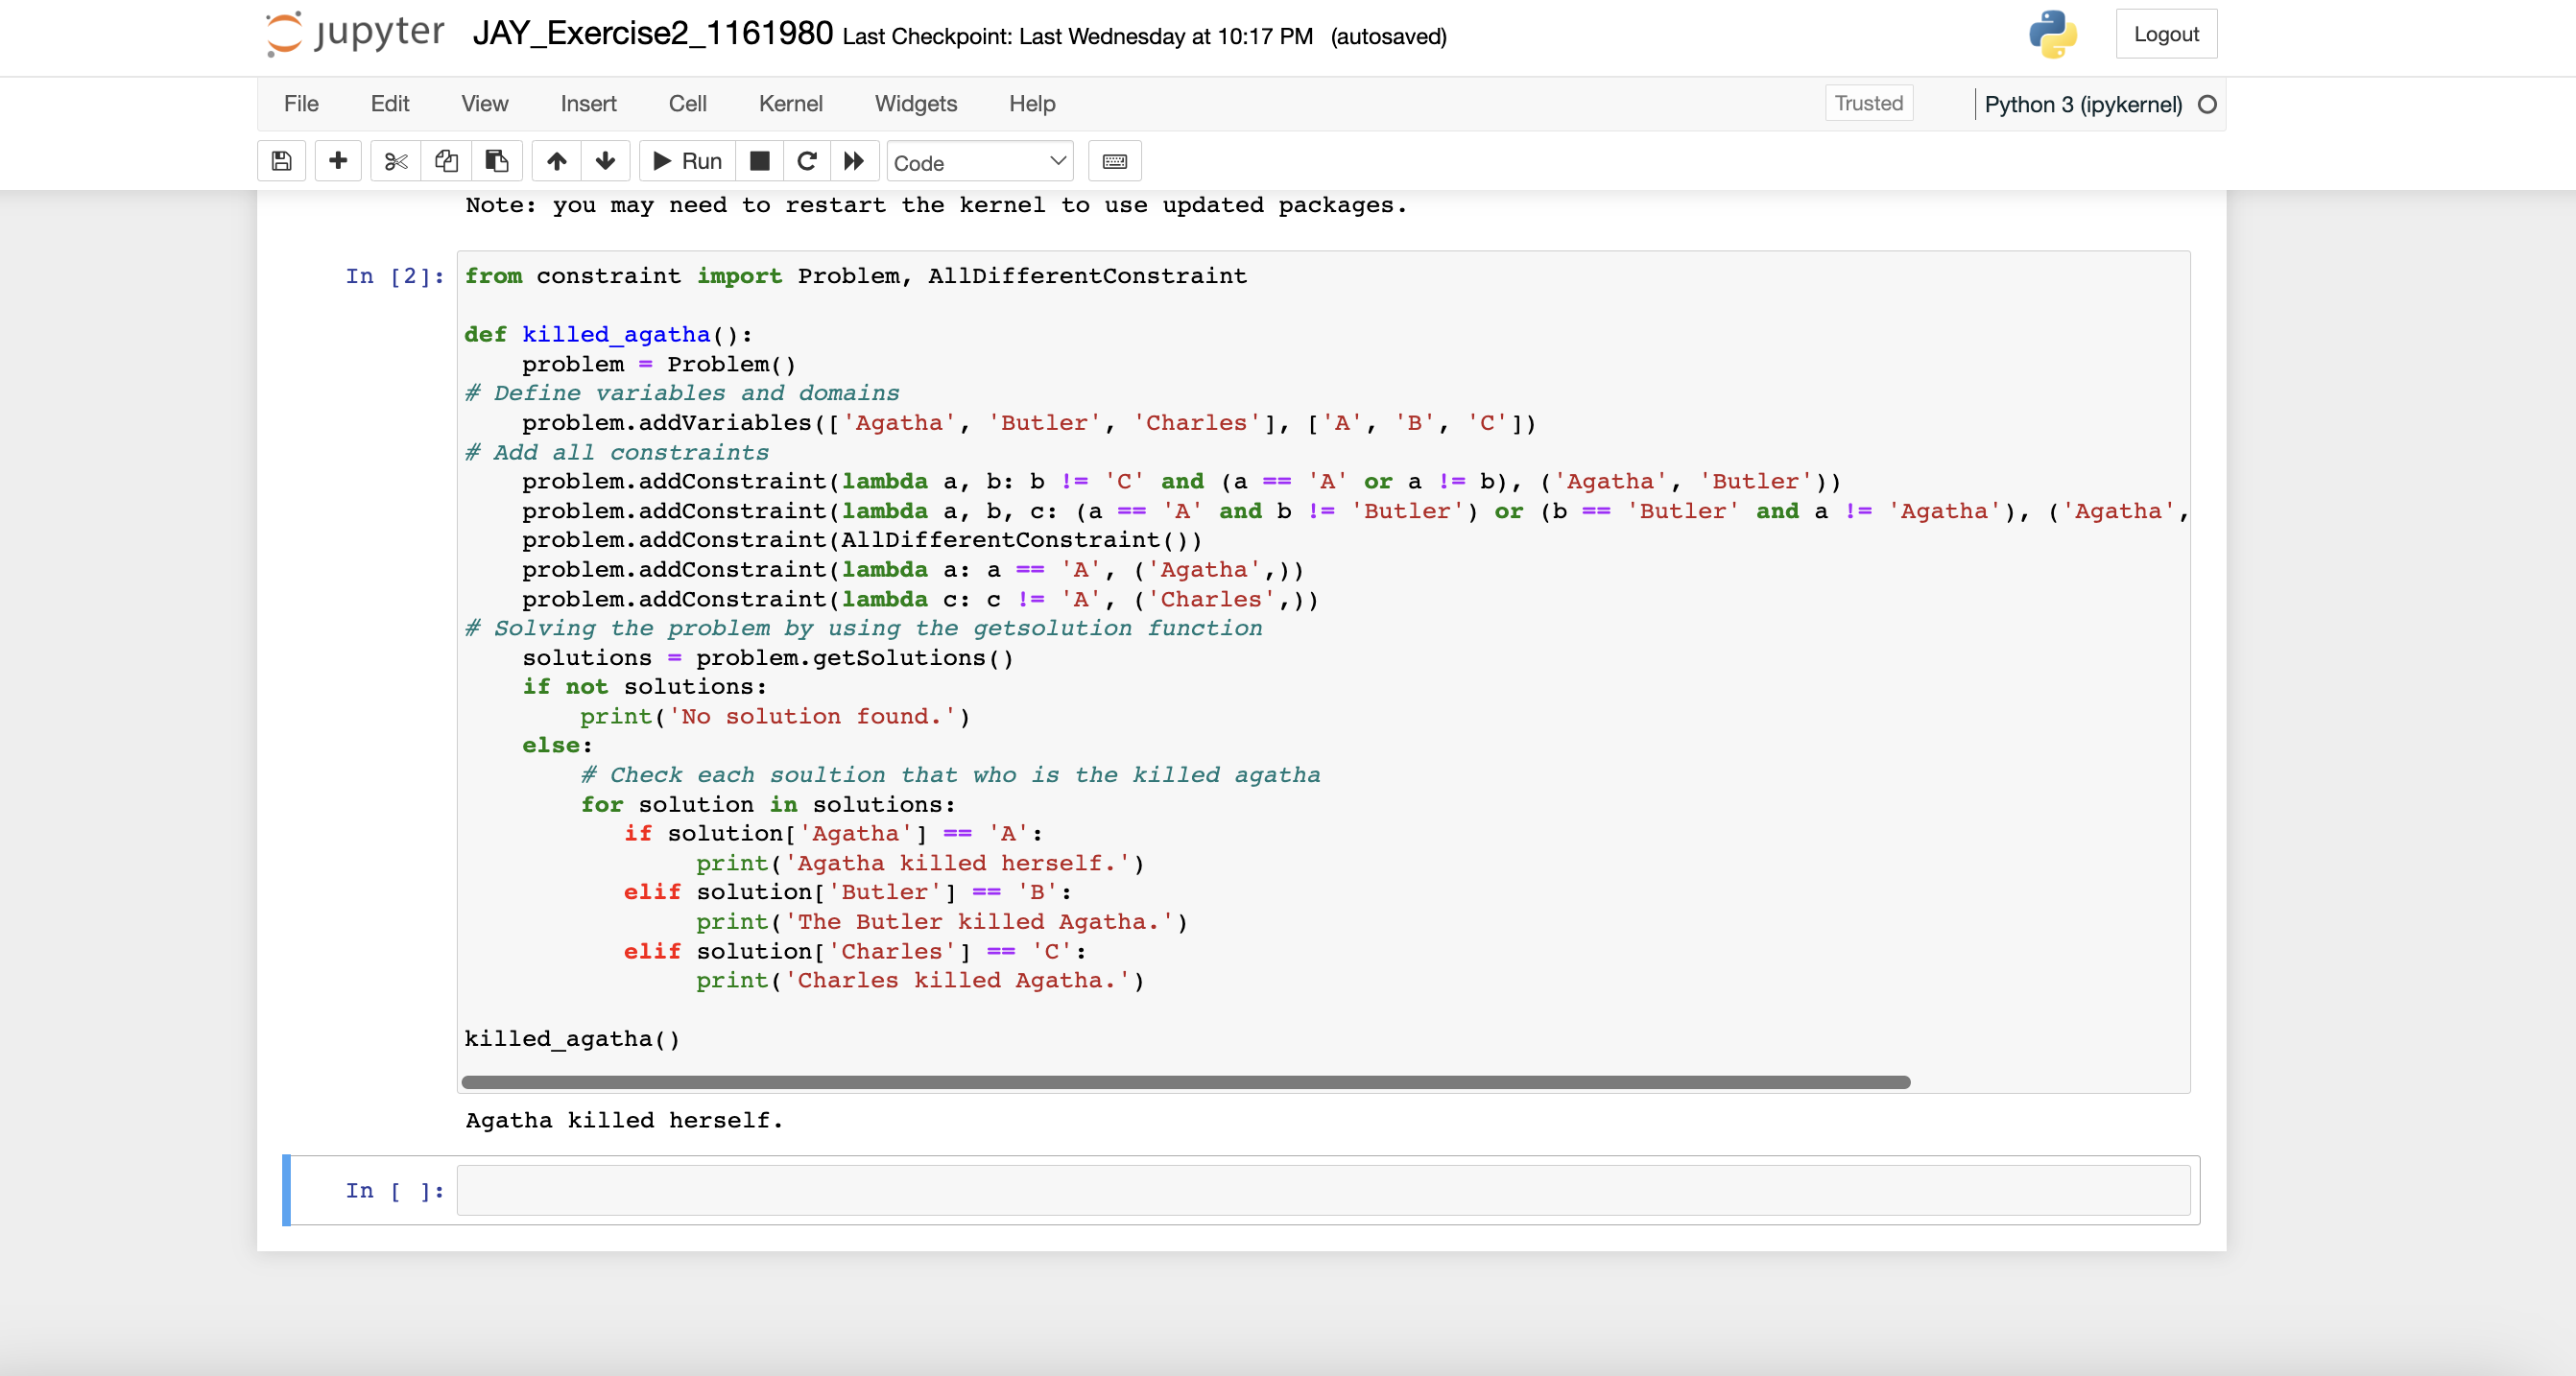 jupyter JAY_Exercise2_1161980 Last Checkpoint: Last Wednesday at 10:17 PM (autosaved) Logout
File Edit View Insert Cell Kernel Widgets Help Trusted Python 3 (ipykernel)
Run Code
Note: you may need to restart the kernel to use updated packages.
In [2]: from constraint import Problem, AllDifferentConstraint
def killed_agatha():
    problem = Problem()
# Define variables and domains
    problem.addVariables(['Agatha', 'Butler', 'Charles'], ['A', 'B', 'C'])
# Add all constraints
    problem.addConstraint(lambda a, b: b != 'C' and (a == 'A' or a != b), ('Agatha', 'Butler'))
    problem.addConstraint(lambda a, b, c: (a == 'A' and b != 'Butler') or (b == 'Butler' and a != 'Agatha'), ('Agatha',
    problem.addConstraint(AllDifferentConstraint())
    problem.addConstraint(lambda a: a == 'A', ('Agatha',))
    problem.addConstraint(lambda c: c != 'A', ('Charles',))
# Solving the problem by using the getsolution function
    solutions = problem.getSolutions()
    if not solutions:
        print('No solution found.')
    else:
        # Check each soultion that who is the killed agatha
        for solution in solutions:
           if solution['Agatha'] == 'A':
                print('Agatha killed herself.')
           elif solution['Butler'] == 'B':
                print('The Butler killed Agatha.')
           elif solution['Charles'] == 'C':
                print('Charles killed Agatha.')
killed_agatha()
Agatha killed herself.
In [ ]: